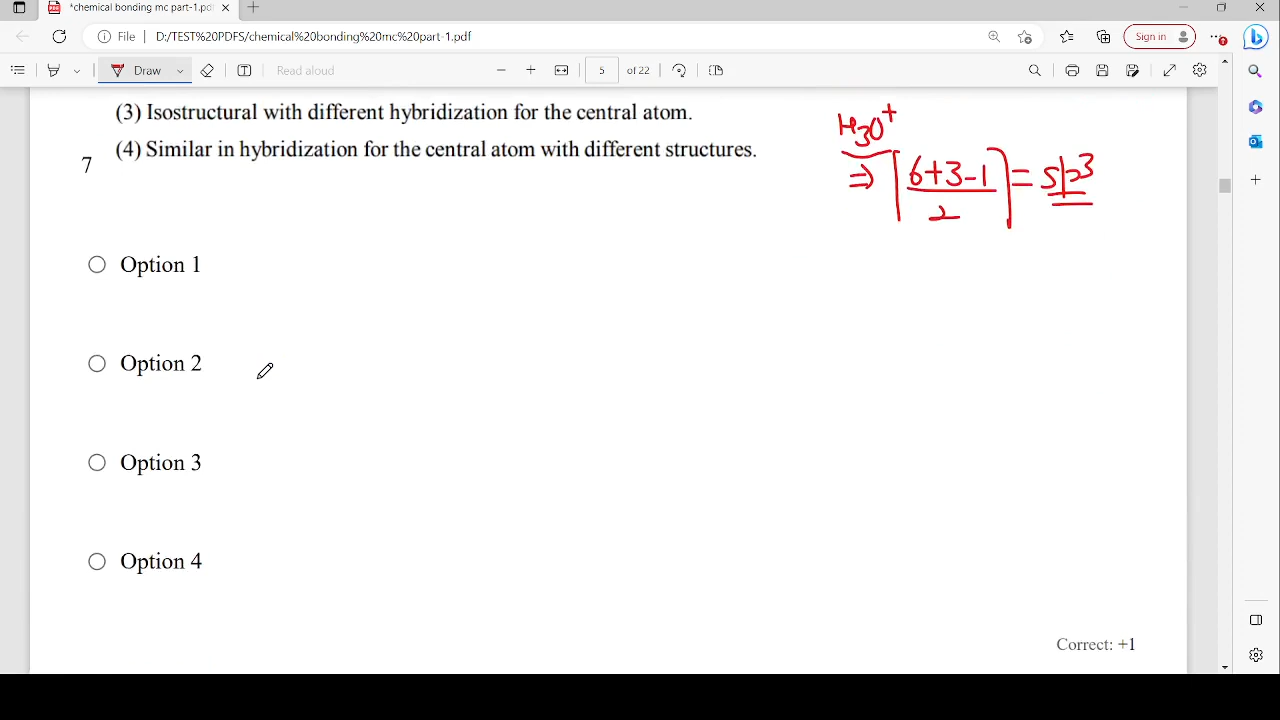 *chemical bonding mc part-1.pdf
File D:/TEST%20PDFS/chemical%20bonding%20mc%20part-1.pdf Sign in
Draw Read aloud 5 of 22
(3) Isostructural with different hybridization for the central atom.
(4) Similar in hybridization for the central atom with different structures.
7
H3O+
⇒ [6+3-1/2] = sp3
Option 1
Option 2
Option 3
Option 4
Correct: +1